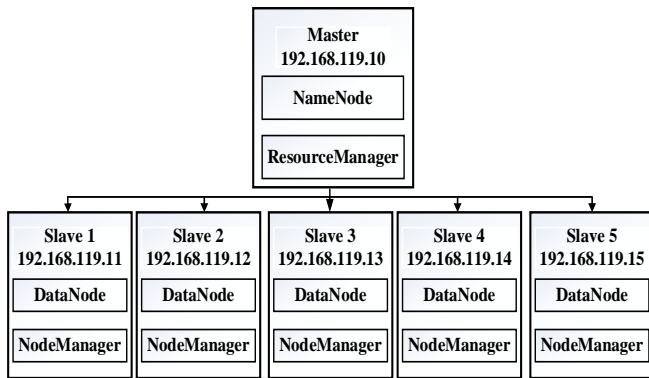 Master
192.168.119.10
NameNode
ResourceManager
Slave 1
192.168.119.11
DataNode
NodeManager
Slave 2
192.168.119.12
DataNode
NodeManager
Slave 3
192.168.119.13
DataNode
NodeManager
Slave 4
192.168.119.14
DataNode
NodeManager
Slave 5
192.168.119.15
DataNode
NodeManager